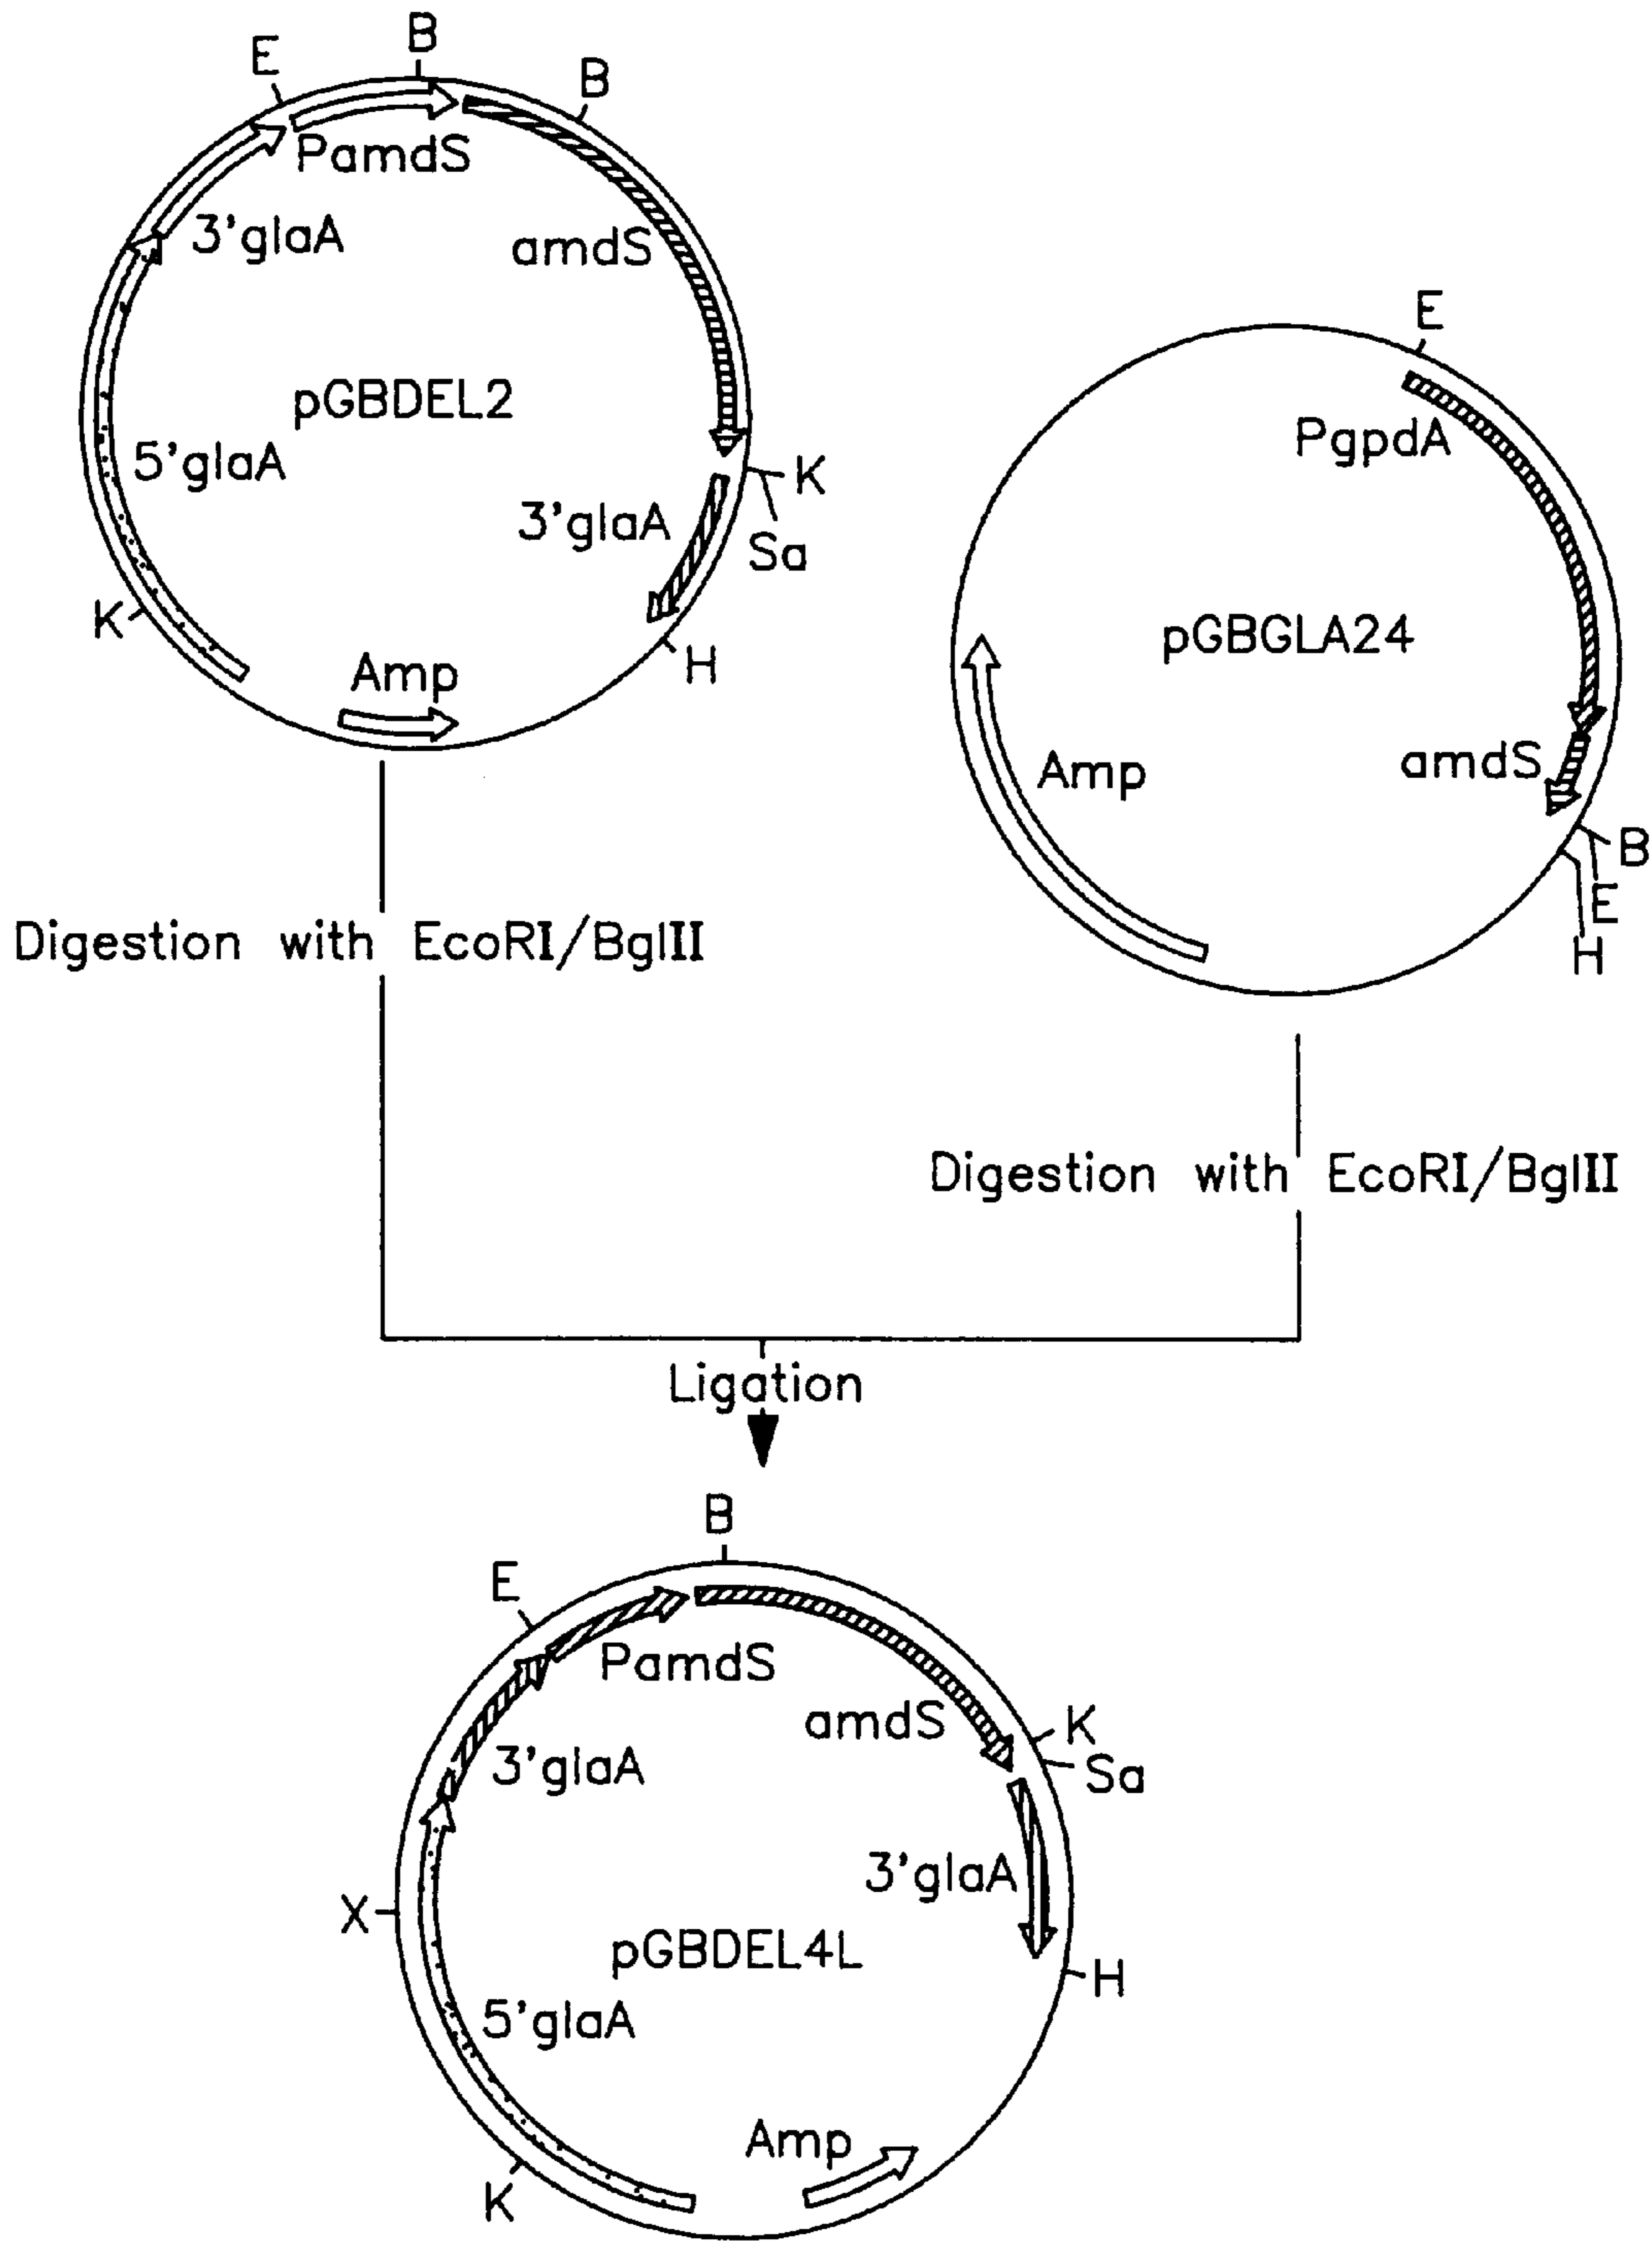 B
E
B
PamdS
3'glaA
amdS
pGBDEL2
5'glaA
K
3'glaA
Sa
K
H
Amp
E
PgpdA
pGBGLA24
amdS
Amp
B
E
H
Digestion with EcoRI/BglII
Digestion with EcoRI/BglII
Ligation
B
E
PamdS
amdS
K
Sa
3'glaA
3'glaA
X
pGBDEL4L
H
5'glaA
Amp
K